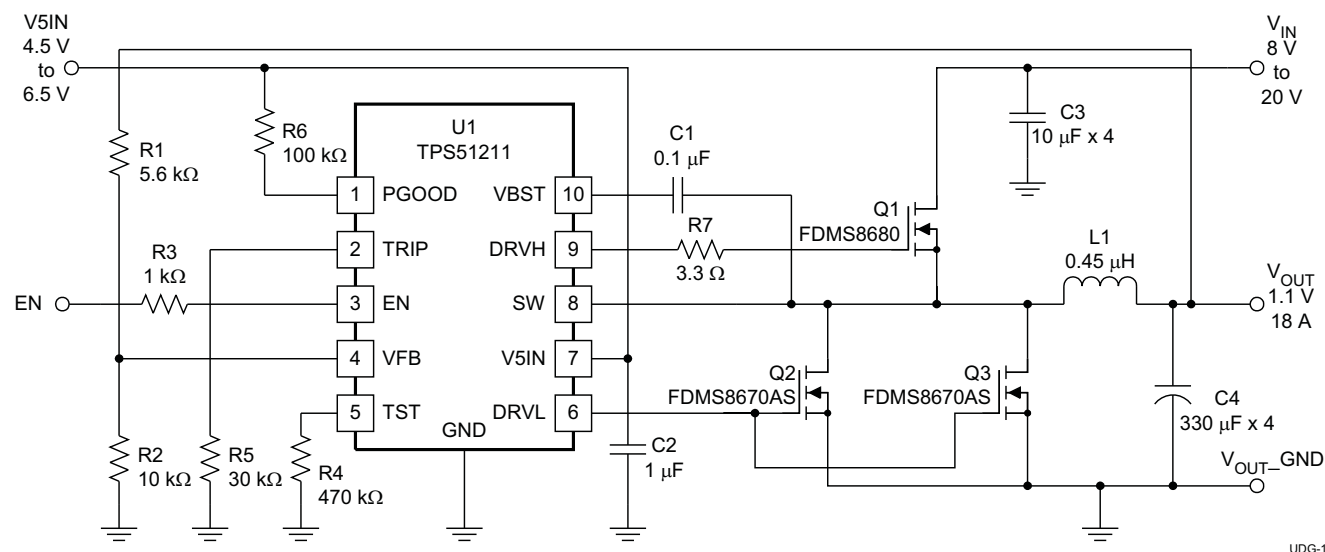 V5IN
4.5 V
to
6.5 V
V_IN
8 V
to
20 V
R1
5.6 kΩ
R6
100 kΩ
U1
TPS51211
C1
0.1 μF
C3
10 μF x 4
1 PGOOD
VBST 10
Q1
FDMS8680
R7
3.3 Ω
2 TRIP
DRVH 9
L1
0.45 μH
R3
1 kΩ
EN
3 EN
SW 8
V_OUT
1.1 V
18 A
4 VFB
V5IN 7
Q2
FDMS8670AS
Q3
FDMS8670AS
5 TST
DRVL 6
GND
C4
330 μF x 4
R2
10 kΩ
R5
30 kΩ
R4
470 kΩ
C2
1 μF
V_OUT_GND
UDG-1